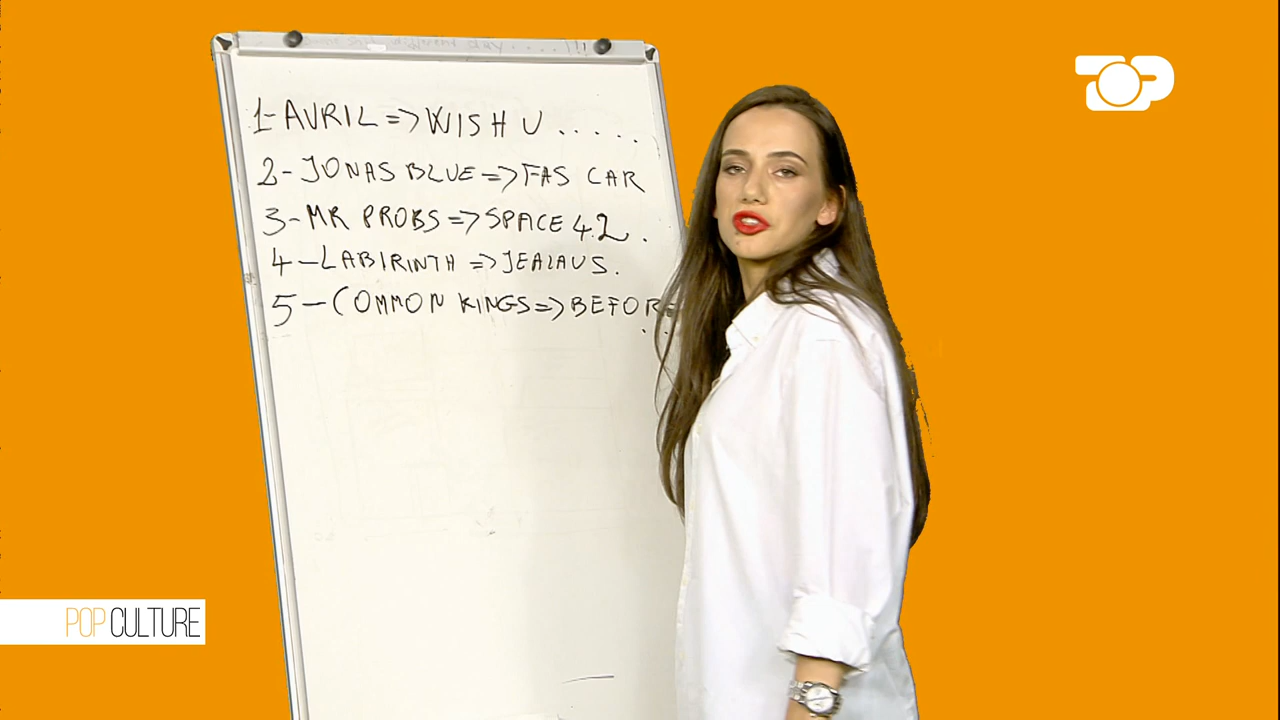 1-AVRIL=>WISH U.....
2-JONAS BLUE=>FAS CAR
3-MR PROBS=>SPACE 42.
4-LABIRINTH=>JEALAUS.
5-COMMON KINGS=>BEFORE
TOP
POP CULTURE